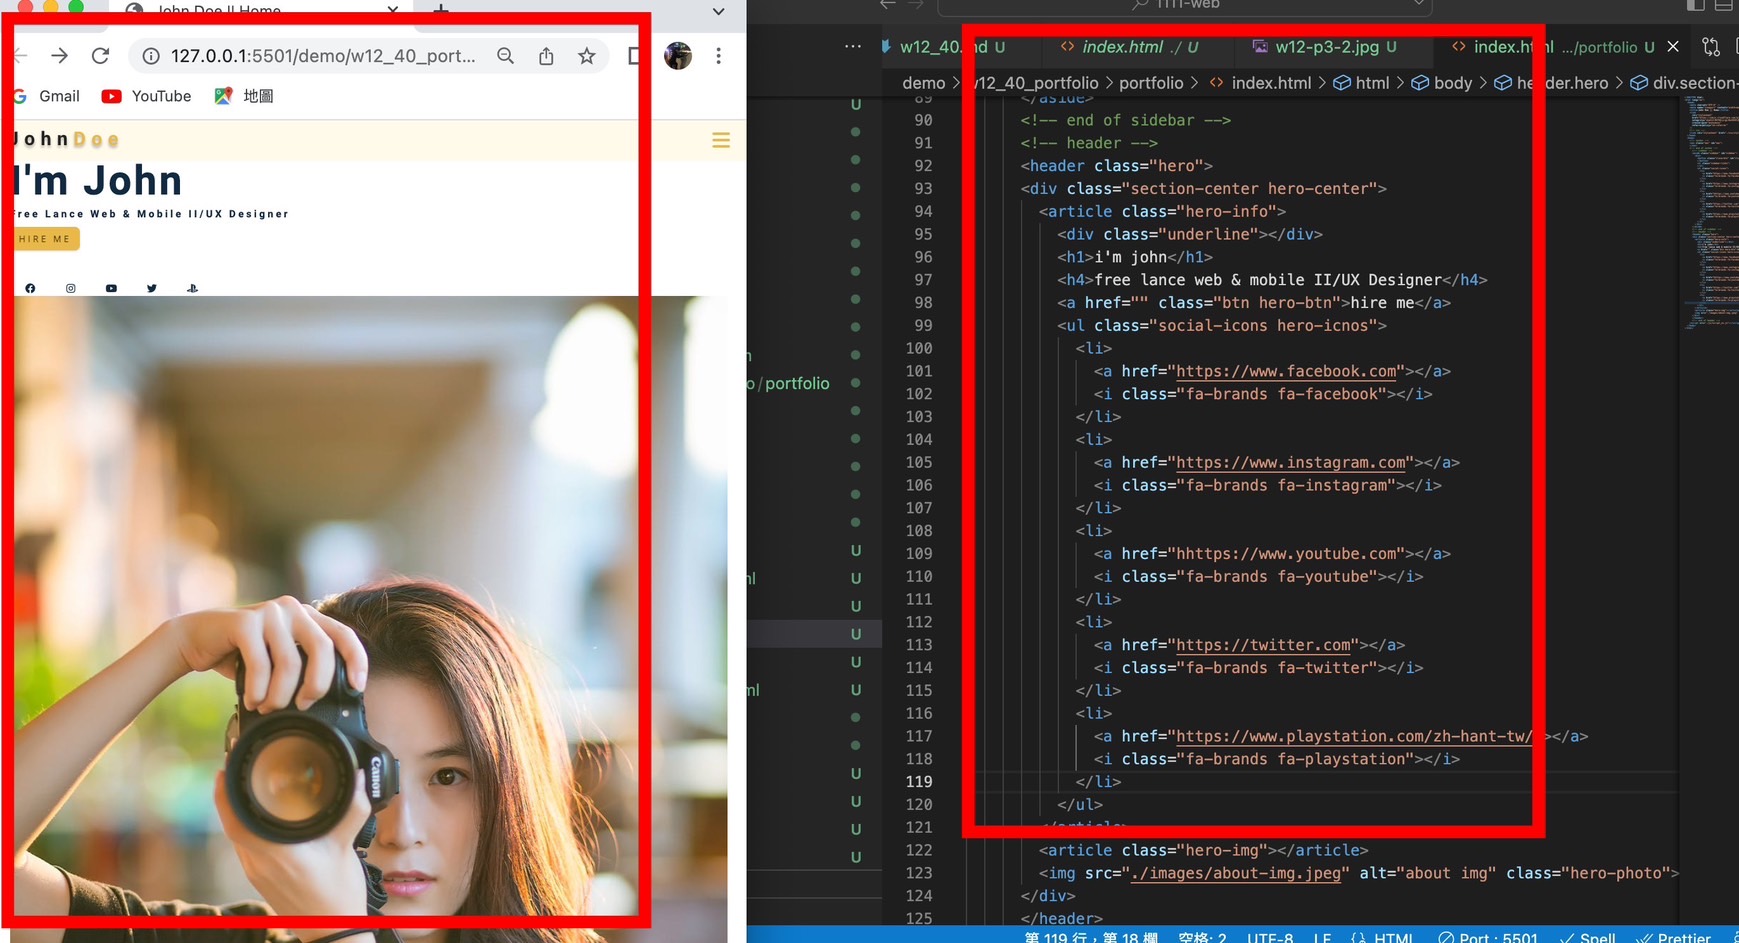 John Doe II Home
127.0.0.1:5501/demo/w12_40_port...
Gmail
YouTube
地圖
JohnDoe
I'm John
Free Lance Web & Mobile II/UX Designer
HIRE ME
Canon
portfolio
1111-web
w12_40.md U
index.html ./ U
w12-p3-2.jpg U
index.html .../portfolio U
demo > w12_40_portfolio > portfolio > index.html > html > body > header.hero > div.section-
89 </aside>
90 <!-- end of sidebar -->
91 <!-- header -->
92 <header class="hero">
93 <div class="section-center hero-center">
94 <article class="hero-info">
95 <div class="underline"></div>
96 <h1>i'm john</h1>
97 <h4>free lance web & mobile II/UX Designer</h4>
98 <a href="" class="btn hero-btn">hire me</a>
99 <ul class="social-icons hero-icnos">
100 <li>
101 <a href="https://www.facebook.com"></a>
102 <i class="fa-brands fa-facebook"></i>
103 </li>
104 <li>
105 <a href="https://www.instagram.com"></a>
106 <i class="fa-brands fa-instagram"></i>
107 </li>
108 <li>
109 <a href="hhttps://www.youtube.com"></a>
110 <i class="fa-brands fa-youtube"></i>
111 </li>
112 <li>
113 <a href="https://twitter.com"></a>
114 <i class="fa-brands fa-twitter"></i>
115 </li>
116 <li>
117 <a href="https://www.playstation.com/zh-hant-tw/"></a>
118 <i class="fa-brands fa-playstation"></i>
119 </li>
120 </ul>
121 </article>
122 <article class="hero-img"></article>
123 <img src="./images/about-img.jpeg" alt="about img" class="hero-photo">
124 </div>
125 </header>
第 119 行，第 18 欄 空格: 2 UTF-8 LF {} HTML Port : 5501 Spell Prettier